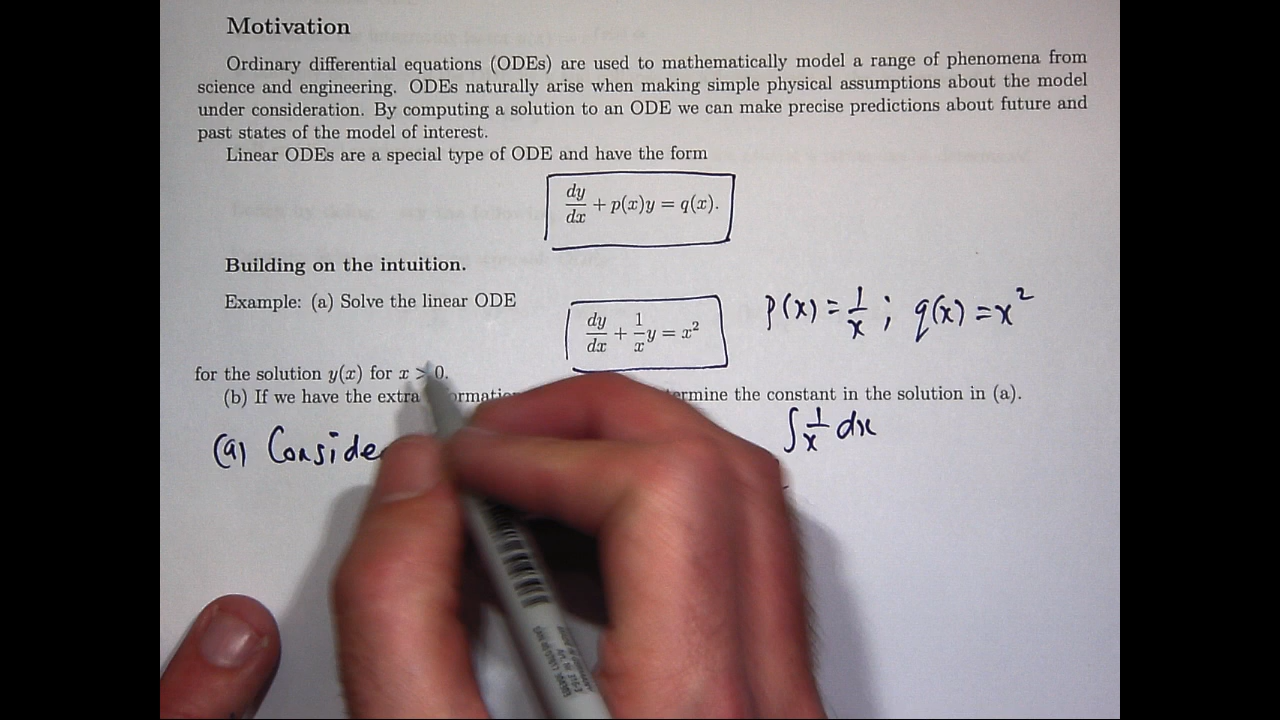 Motivation
Ordinary differential equations (ODEs) are used to mathematically model a range of phenomena from
science and engineering. ODEs naturally arise when making simple physical assumptions about the model
under consideration. By computing a solution to an ODE we can make precise predictions about future and
past states of the model of interest.
Linear ODEs are a special type of ODE and have the form
dy/dx + p(x)y = q(x).
Building on the intuition.
Example: (a) Solve the linear ODE
dy/dx + 1/x y = x² p(x) = 1/x ; q(x) = x²
for the solution y(x) for x > 0.
(b) If we have the extra the constant in the solution in (a).
(a) ∫ 1/x dx